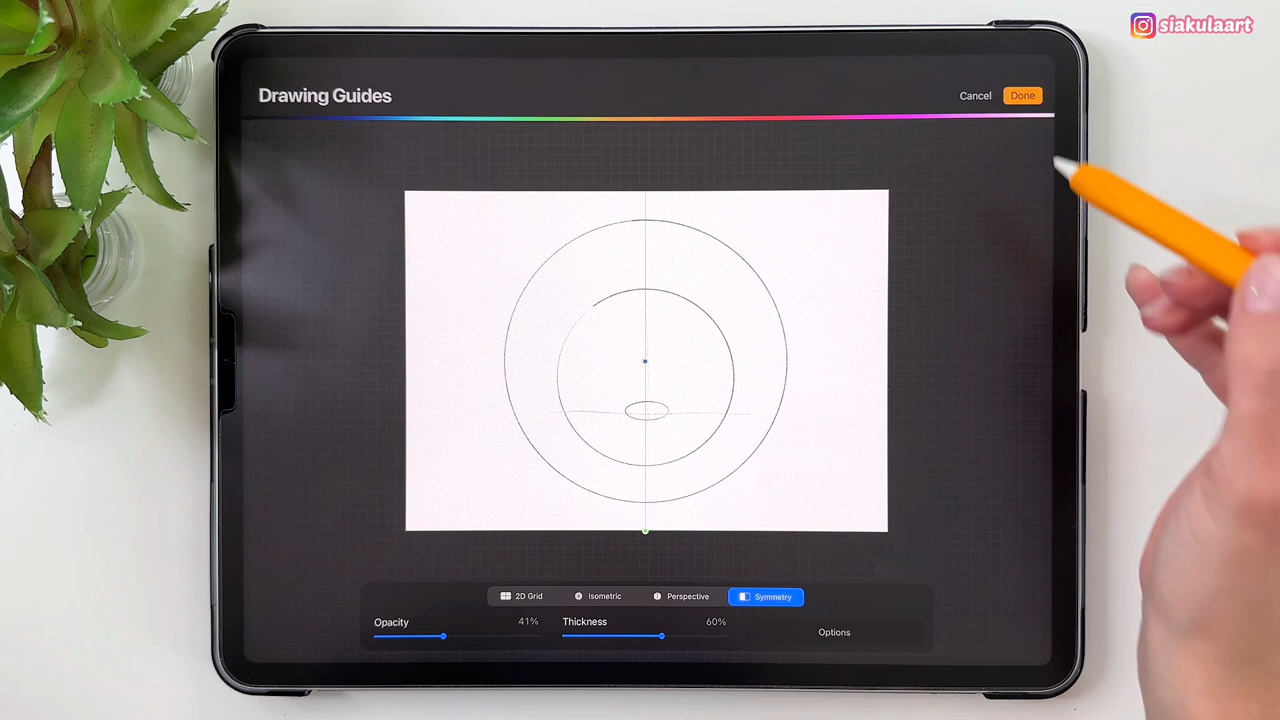 siakulaart
Drawing Guides
Cancel
Done
2D Grid
Isometric
Perspective
Symmetry
Opacity
41%
Thickness
60%
Options